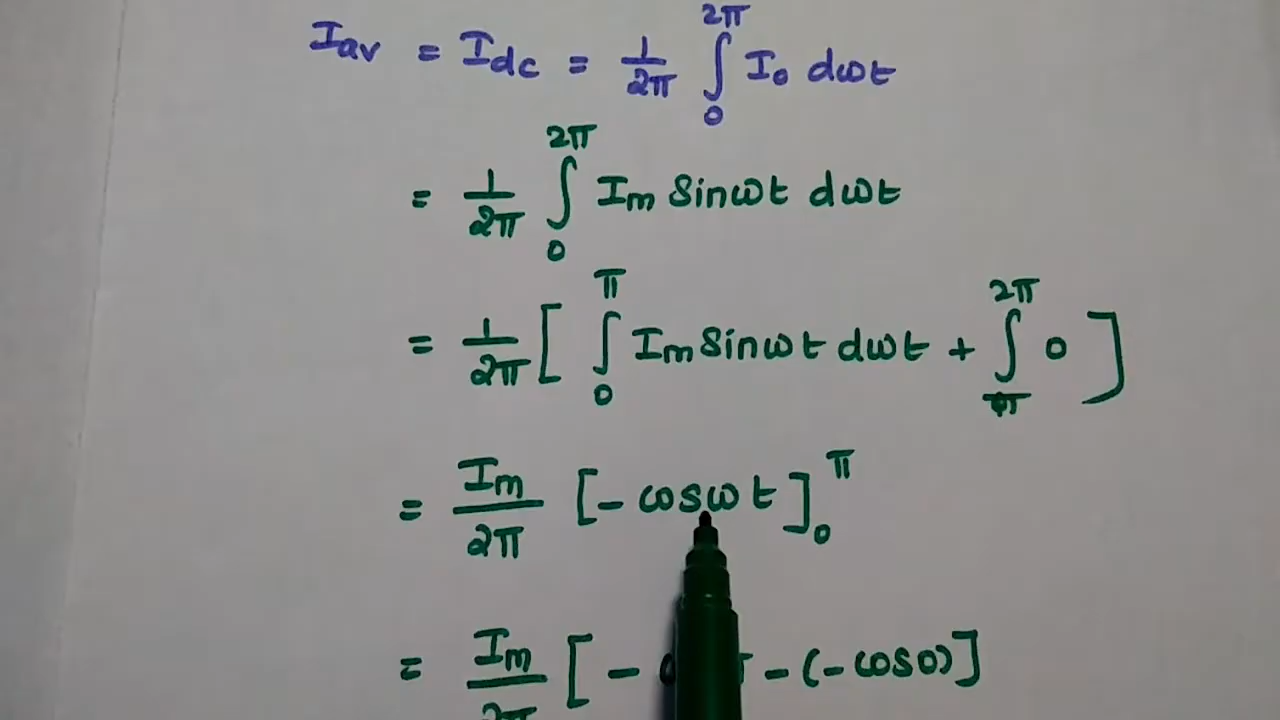 Iav = Idc = 1/2π ∫₀^2π I₀ dωt
= 1/2π ∫₀^2π Im Sinωt dωt
= 1/2π [ ∫₀^π Im Sinωt dωt + ∫π^2π 0 ]
= Im/2π [- cosωt]₀^π
= Im/2π [ - - (- cos0)]